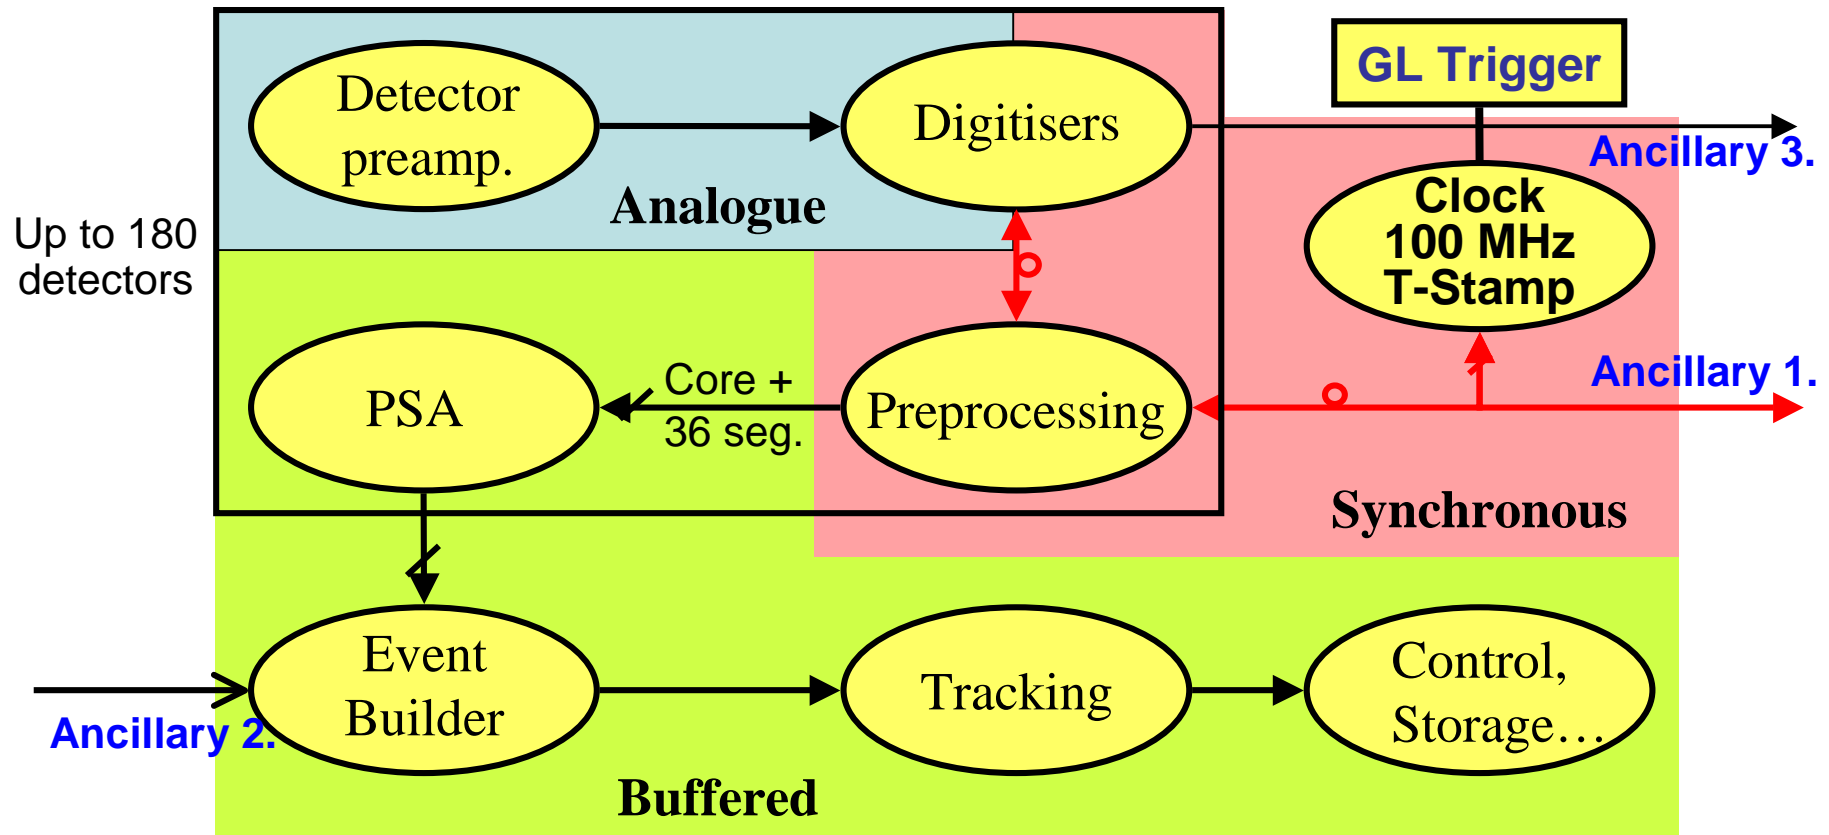 GL Trigger
Detector
preamp.
Digitisers
Ancillary 3.
Analogue
Clock
100 MHz
T-Stamp
Up to 180
detectors
PSA
Core +
36 seg.
Preprocessing
Ancillary 1.
Synchronous
Event
Builder
Tracking
Control,
Storage…
Ancillary 2.
Buffered